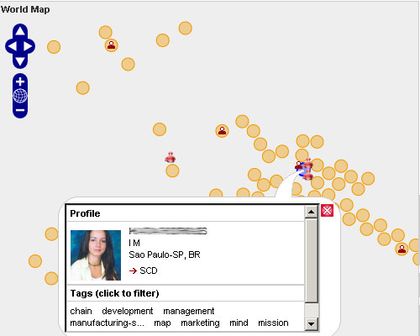 World Map
Profile
I M
Sao Paulo-SP, BR
SCD
Tags (click to filter)
chain development management
manufacturing-s... map marketing mind mission